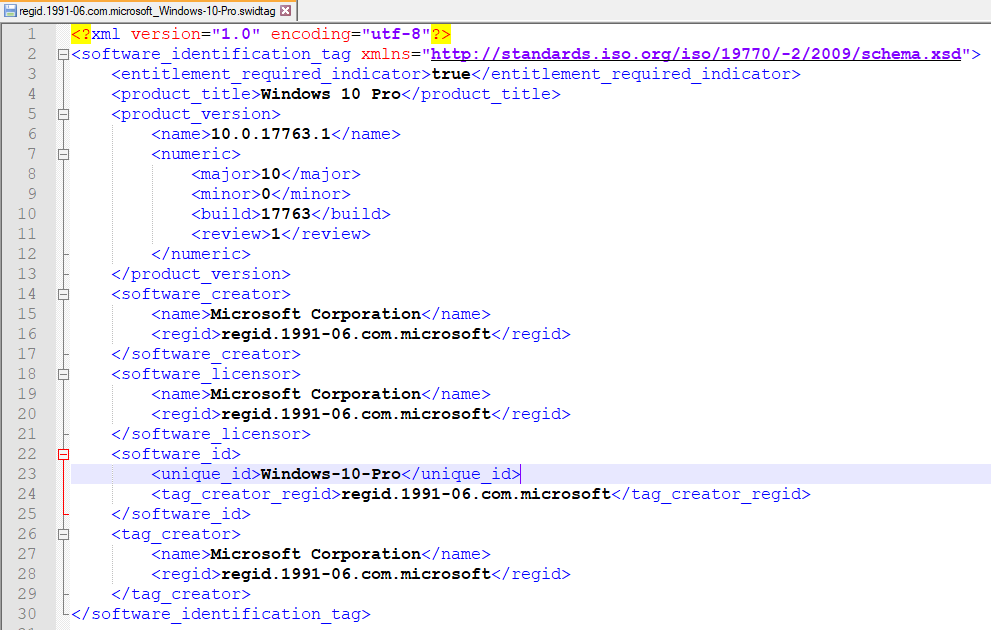 regid.1991-06.com.microsoft_Windows-10-Pro.swidtag
1 <?xml version="1.0" encoding="utf-8"?>
2 <software_identification_tag xmlns="http://standards.iso.org/iso/19770/-2/2009/schema.xsd">
3 <entitlement_required_indicator>true</entitlement_required_indicator>
4 <product_title>Windows 10 Pro</product_title>
5 <product_version>
6 <name>10.0.17763.1</name>
7 <numeric>
8 <major>10</major>
9 <minor>0</minor>
10 <build>17763</build>
11 <review>1</review>
12 </numeric>
13 </product_version>
14 <software_creator>
15 <name>Microsoft Corporation</name>
16 <regid>regid.1991-06.com.microsoft</regid>
17 </software_creator>
18 <software_licensor>
19 <name>Microsoft Corporation</name>
20 <regid>regid.1991-06.com.microsoft</regid>
21 </software_licensor>
22 <software_id>
23 <unique_id>Windows-10-Pro</unique_id>
24 <tag_creator_regid>regid.1991-06.com.microsoft</tag_creator_regid>
25 </software_id>
26 <tag_creator>
27 <name>Microsoft Corporation</name>
28 <regid>regid.1991-06.com.microsoft</regid>
29 </tag_creator>
30 </software_identification_tag>